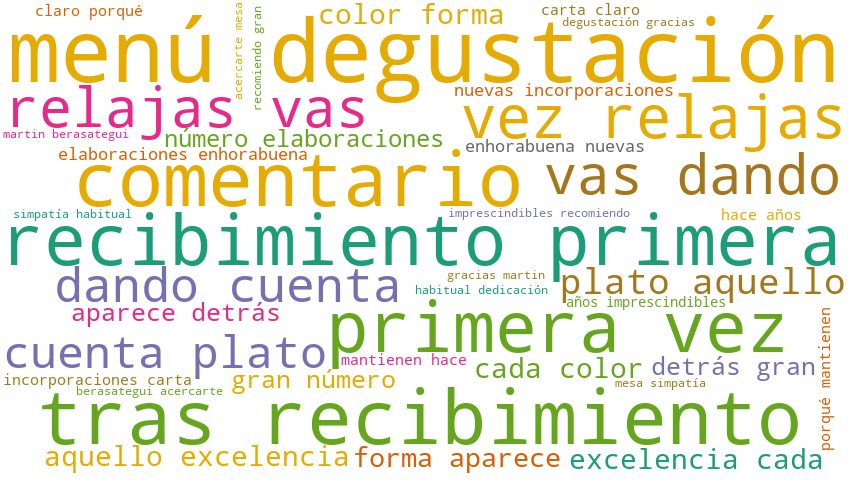 claro porqué
acercarte mesa
recomiendo gran
color forma
carta claro
degustación gracias
menú degustación
relajas vas
nuevas incorporaciones
vez relajas
martin berasategui
número elaboraciones
enhorabuena nuevas
elaboraciones enhorabuena
comentario
vas dando
simpatía habitual
imprescindibles recomiendo
hace años
recibimiento primera
dando cuenta
gracias martin
plato aquello
habitual dedicación
años imprescindibles
aparece detrás
primera vez
porqué mantienen
cuenta plato
mantienen hace
cada color
detrás gran
incorporaciones carta
gran número
mesa simpatía
berasategui acercarte
tras recibimiento
aquello excelencia
forma aparece
excelencia cada